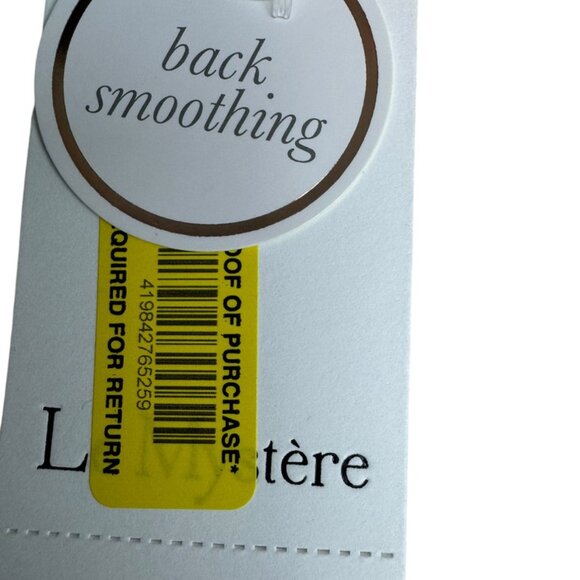 back
smoothing
OOF OF PURCHASE*
419842765259
QUIRED FOR RETURN
L Mystère